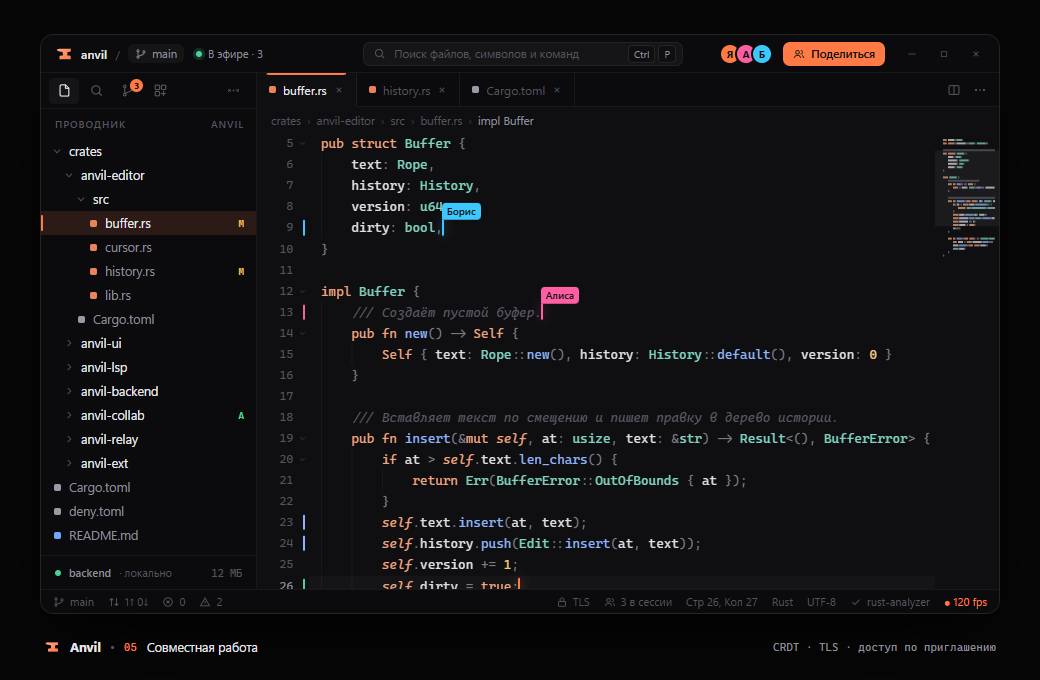 anvil / main В эфире · 3 Поиск файлов, символов и команд Ctrl P Я А Б Поделиться
3
buffer.rs × history.rs × Cargo.toml ×
ПРОВОДНИК ANVIL
crates
anvil-editor
src
buffer.rs M
cursor.rs
history.rs M
lib.rs
Cargo.toml
anvil-ui
anvil-lsp
anvil-backend
anvil-collab A
anvil-relay
anvil-ext
Cargo.toml
deny.toml
README.md
backend · локально 12 МБ
crates › anvil-editor › src › buffer.rs › impl Buffer
5 pub struct Buffer {
6 text: Rope,
7 history: History,
8 version: u64
Борис
9 dirty: bool,
10 }
11
12 impl Buffer {
Алиса
13 /// Создаёт пустой буфер.
14 pub fn new() -> Self {
15 Self { text: Rope::new(), history: History::default(), version: 0 }
16 }
17
18 /// Вставляет текст по смещению и пишет правку в дерево истории.
19 pub fn insert(&mut self, at: usize, text: &str) -> Result<(), BufferError> {
20 if at > self.text.len_chars() {
21 return Err(BufferError::OutOfBounds { at });
22 }
23 self.text.insert(at, text);
24 self.history.push(Edit::insert(at, text));
25 self.version += 1;
26 self.dirty = true;
main 1↑ 0↓ 0 2 TLS 3 в сессии Стр 26, Кол 27 Rust UTF-8 rust-analyzer 120 fps
Anvil · 05 Совместная работа CRDT · TLS · доступ по приглашению